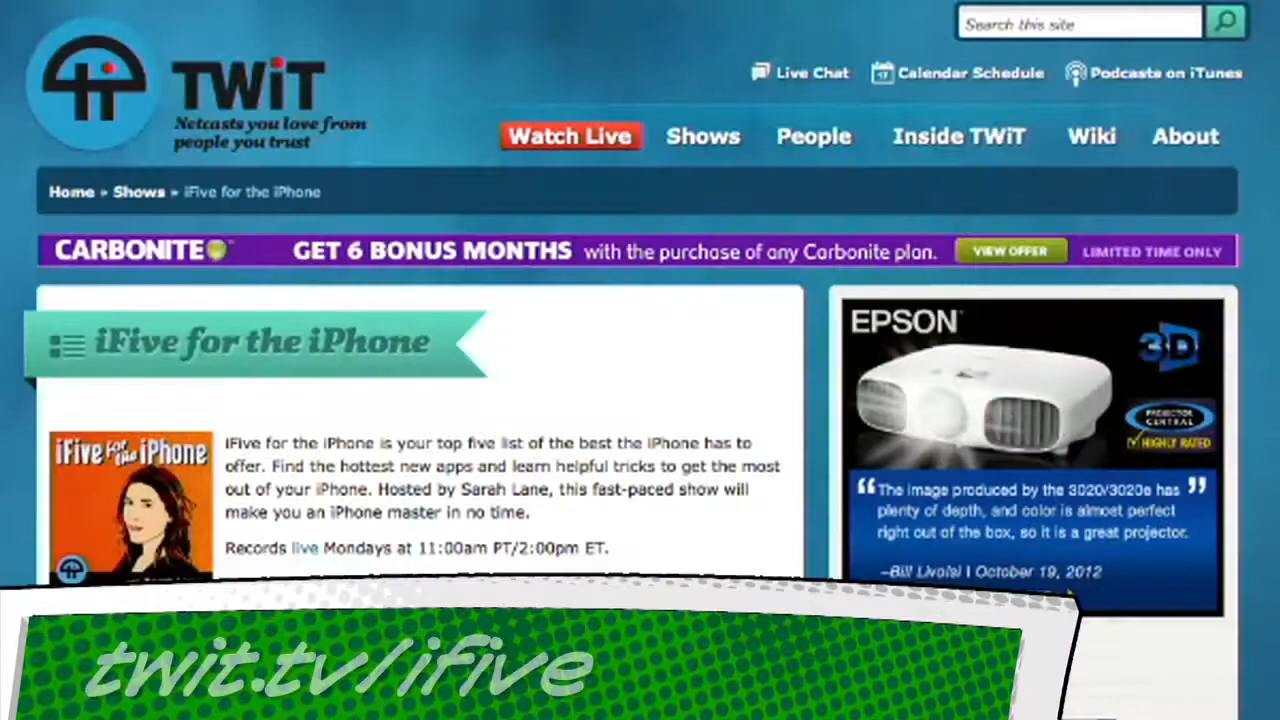 Search this site
Live Chat
Calendar Schedule
Podcasts on iTunes
TWiT
Netcasts you love from
people you trust
Watch Live
Shows
People
Inside TWiT
Wiki
About
Home » Shows » iFive for the iPhone
CARBONITE GET 6 BONUS MONTHS with the purchase of any Carbonite plan. VIEW OFFER LIMITED TIME ONLY
iFive for the iPhone
iFive for the iPhone
iFive for the iPhone is your top five list of the best the iPhone has to
offer. Find the hottest new apps and learn helpful tricks to get the most
out of your iPhone. Hosted by Sarah Lane, this fast-paced show will
make you an iPhone master in no time.
Records live Mondays at 11:00am PT/2:00pm ET.
EPSON
3D
PROJECTOR
CENTRAL
HIGHLY RATED
“The image produced by the 3020/3020e has”
plenty of depth, and color is almost perfect
right out of the box, so it is a great projector.
–Bill Livolsi | October 19, 2012
twit.tv/ifive